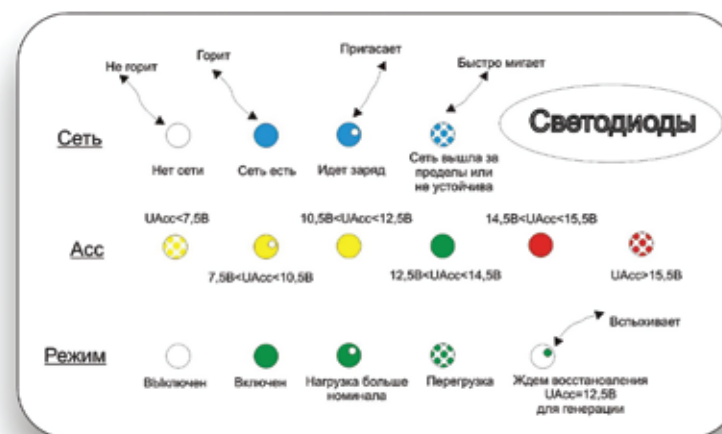 Не горит
Горит
Пригасает
Быстро мигает
Светодиоды
Сеть
Нет сети
Сеть есть
Идет заряд
Сеть вышла за
пределы или
не устойчива
UAcc<7,5В
10,5В<UAcc<12,5В
14,5В<UAcc<15,5В
Acc
7,5В<UAcc<10,5В
12,5В<UAcc<14,5В
UAcc>15,5В
Вспыхивает
Режим
Выключен
Включен
Нагрузка больше
номинала
Перегрузка
Ждем восстановления
UAcc=12,5В
для генерации